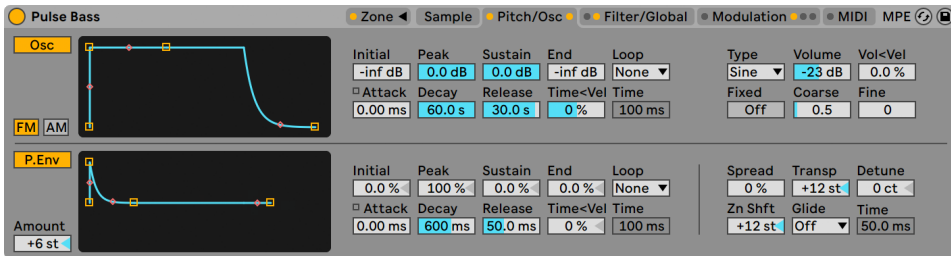 Pulse Bass Zone Sample Pitch/Osc Filter/Global Modulation MIDI MPE
Osc
Initial Peak Sustain End Loop Type Volume Vol<Vel
-inf dB 0.0 dB 0.0 dB -inf dB None Sine -23 dB 0.0 %
Attack Decay Release Time<Vel Time Fixed Coarse Fine
0.00 ms 60.0 s 30.0 s 0 % 100 ms Off 0.5 0
FM AM
P.Env
Initial Peak Sustain End Loop Spread Transp Detune
0.0 % 100 % 0.0 % 0.0 % None 0 % +12 st 0 ct
Attack Decay Release Time<Vel Time Zn Shft Glide Time
0.00 ms 600 ms 50.0 ms 0 % 100 ms +12 st Off 50.0 ms
Amount
+6 st